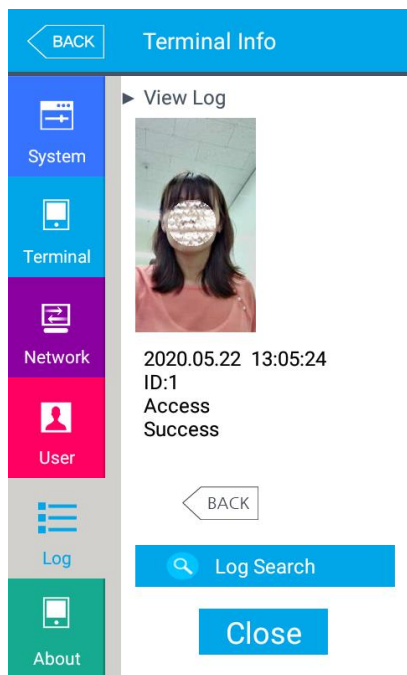 BACK
Terminal Info
System
Terminal
Network
User
Log
About
View Log
2020.05.22 13:05:24
ID:1
Access
Success
BACK
Log Search
Close